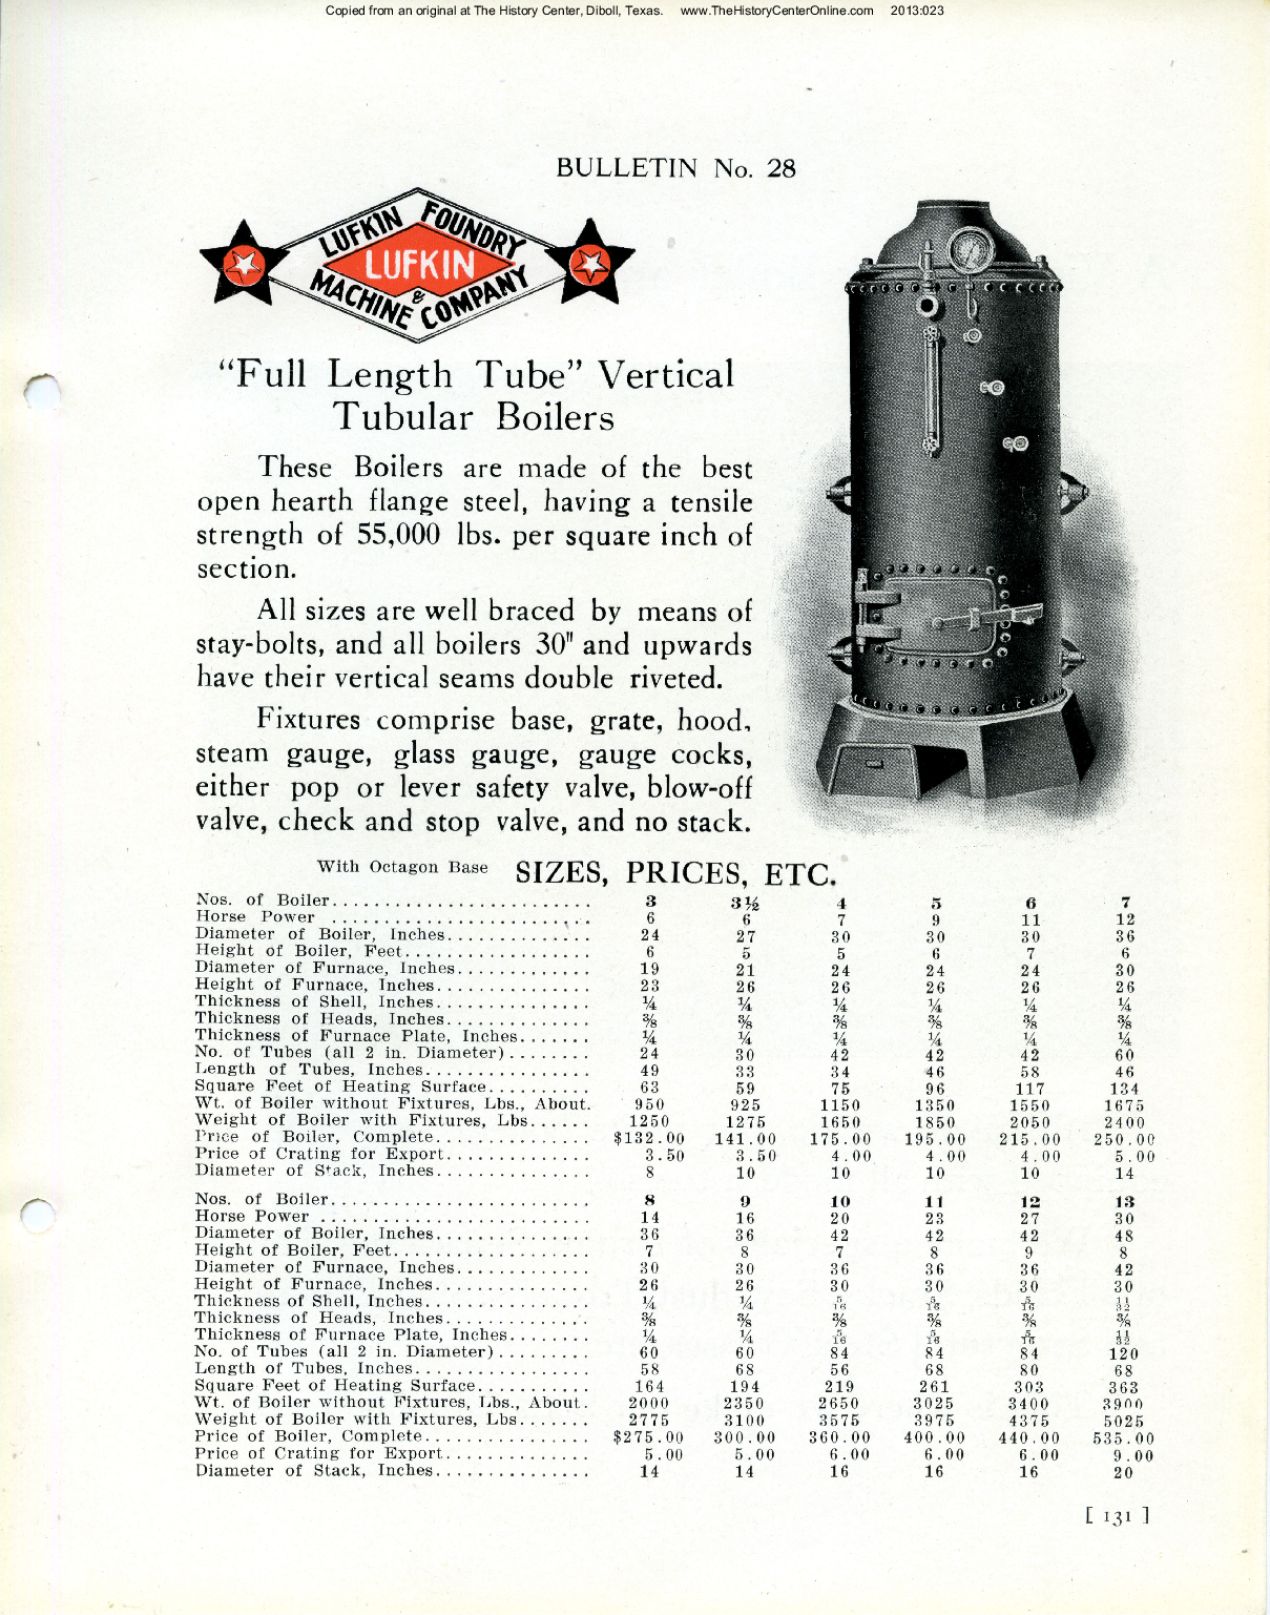 Copied from an original at The History Center, Diboll, Texas. www.TheHistoryCenterOnline.com 2013:023
BULLETIN No. 28
LUFKIN FOUNDRY
LUFKIN
&
MACHINE COMPANY
“Full Length Tube” Vertical
Tubular Boilers
These Boilers are made of the best
open hearth flange steel, having a tensile
strength of 55,000 lbs. per square inch of
section.
All sizes are well braced by means of
stay-bolts, and all boilers 30" and upwards
have their vertical seams double riveted.
Fixtures comprise base, grate, hood,
steam gauge, glass gauge, gauge cocks,
either pop or lever safety valve, blow-off
valve, check and stop valve, and no stack.
With Octagon Base SIZES, PRICES, ETC.
Nos. of Boiler......................... 3 3½ 4 5 6 7
Horse Power ......................... 6 6 7 9 11 12
Diameter of Boiler, Inches.............. 24 27 30 30 30 36
Height of Boiler, Feet.................. 6 5 5 6 7 6
Diameter of Furnace, Inches............. 19 21 24 24 24 30
Height of Furnace, Inches............... 23 26 26 26 26 26
Thickness of Shell, Inches............... ¼ ¼ ¼ ¼ ¼ ¼
Thickness of Heads, Inches.............. ⅜ ⅜ ⅜ ⅜ ⅜ ⅜
Thickness of Furnace Plate, Inches....... ¼ ¼ ¼ ¼ ¼ ¼
No. of Tubes (all 2 in. Diameter)........ 24 30 42 42 42 60
Length of Tubes, Inches................ 49 33 34 46 58 46
Square Feet of Heating Surface.......... 63 59 75 96 117 134
Wt. of Boiler without Fixtures, Lbs., About. 950 925 1150 1350 1550 1675
Weight of Boiler with Fixtures, Lbs...... 1250 1275 1650 1850 2050 2400
Price of Boiler, Complete............... $132.00 141.00 175.00 195.00 215.00 250.00
Price of Crating for Export.............. 3.50 3.50 4.00 4.00 4.00 5.00
Diameter of Stack, Inches............... 8 10 10 10 10 14
Nos. of Boiler......................... 8 9 10 11 12 13
Horse Power .......................... 14 16 20 23 27 30
Diameter of Boiler, Inches............... 36 36 42 42 42 48
Height of Boiler, Feet................... 7 8 7 8 9 8
Diameter of Furnace, Inches............. 30 30 36 36 36 42
Height of Furnace, Inches............... 26 26 30 30 30 30
Thickness of Shell, Inches................ ¼ ¼ 5/16 5/16 5/16 11/32
Thickness of Heads, Inches.............. ⅜ ⅜ ⅜ ⅜ ⅜ ⅜
Thickness of Furnace Plate, Inches........ ¼ ¼ 5/16 5/16 5/16 11/32
No. of Tubes (all 2 in. Diameter)......... 60 60 84 84 84 120
Length of Tubes, Inches................. 58 68 56 68 80 68
Square Feet of Heating Surface........... 164 194 219 261 303 363
Wt. of Boiler without Fixtures, Lbs., About. 2000 2350 2650 3025 3400 3900
Weight of Boiler with Fixtures, Lbs....... 2775 3100 3575 3975 4375 5025
Price of Boiler, Complete................ $275.00 300.00 360.00 400.00 440.00 535.00
Price of Crating for Export.............. 5.00 5.00 6.00 6.00 6.00 9.00
Diameter of Stack, Inches............... 14 14 16 16 16 20
[ 131 ]